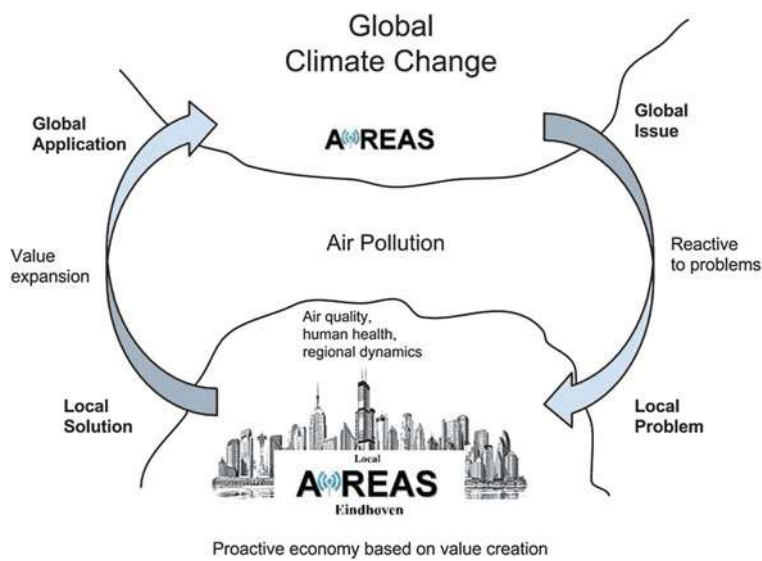 Global
Climate Change
Global
Application
AiREAS
Global
Issue
Value
expansion
Air Pollution
Reactive
to problems
Air quality,
human health,
regional dynamics
Local
Solution
Local
Problem
Local
AiREAS
Eindhoven
Proactive economy based on value creation